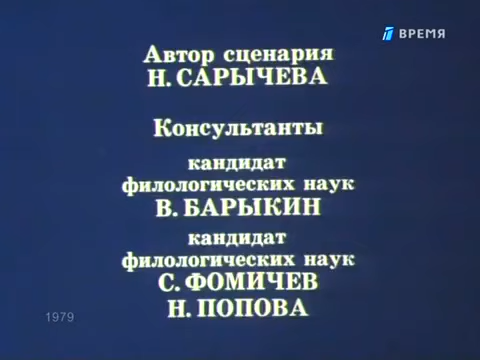 ВРЕМЯ
Автор сценария
Н. САРЫЧЕВА
Консультанты
кандидат
филологических наук
В. БАРЫКИН
кандидат
филологических наук
С. ФОМИЧЕВ
Н. ПОПОВА
1979